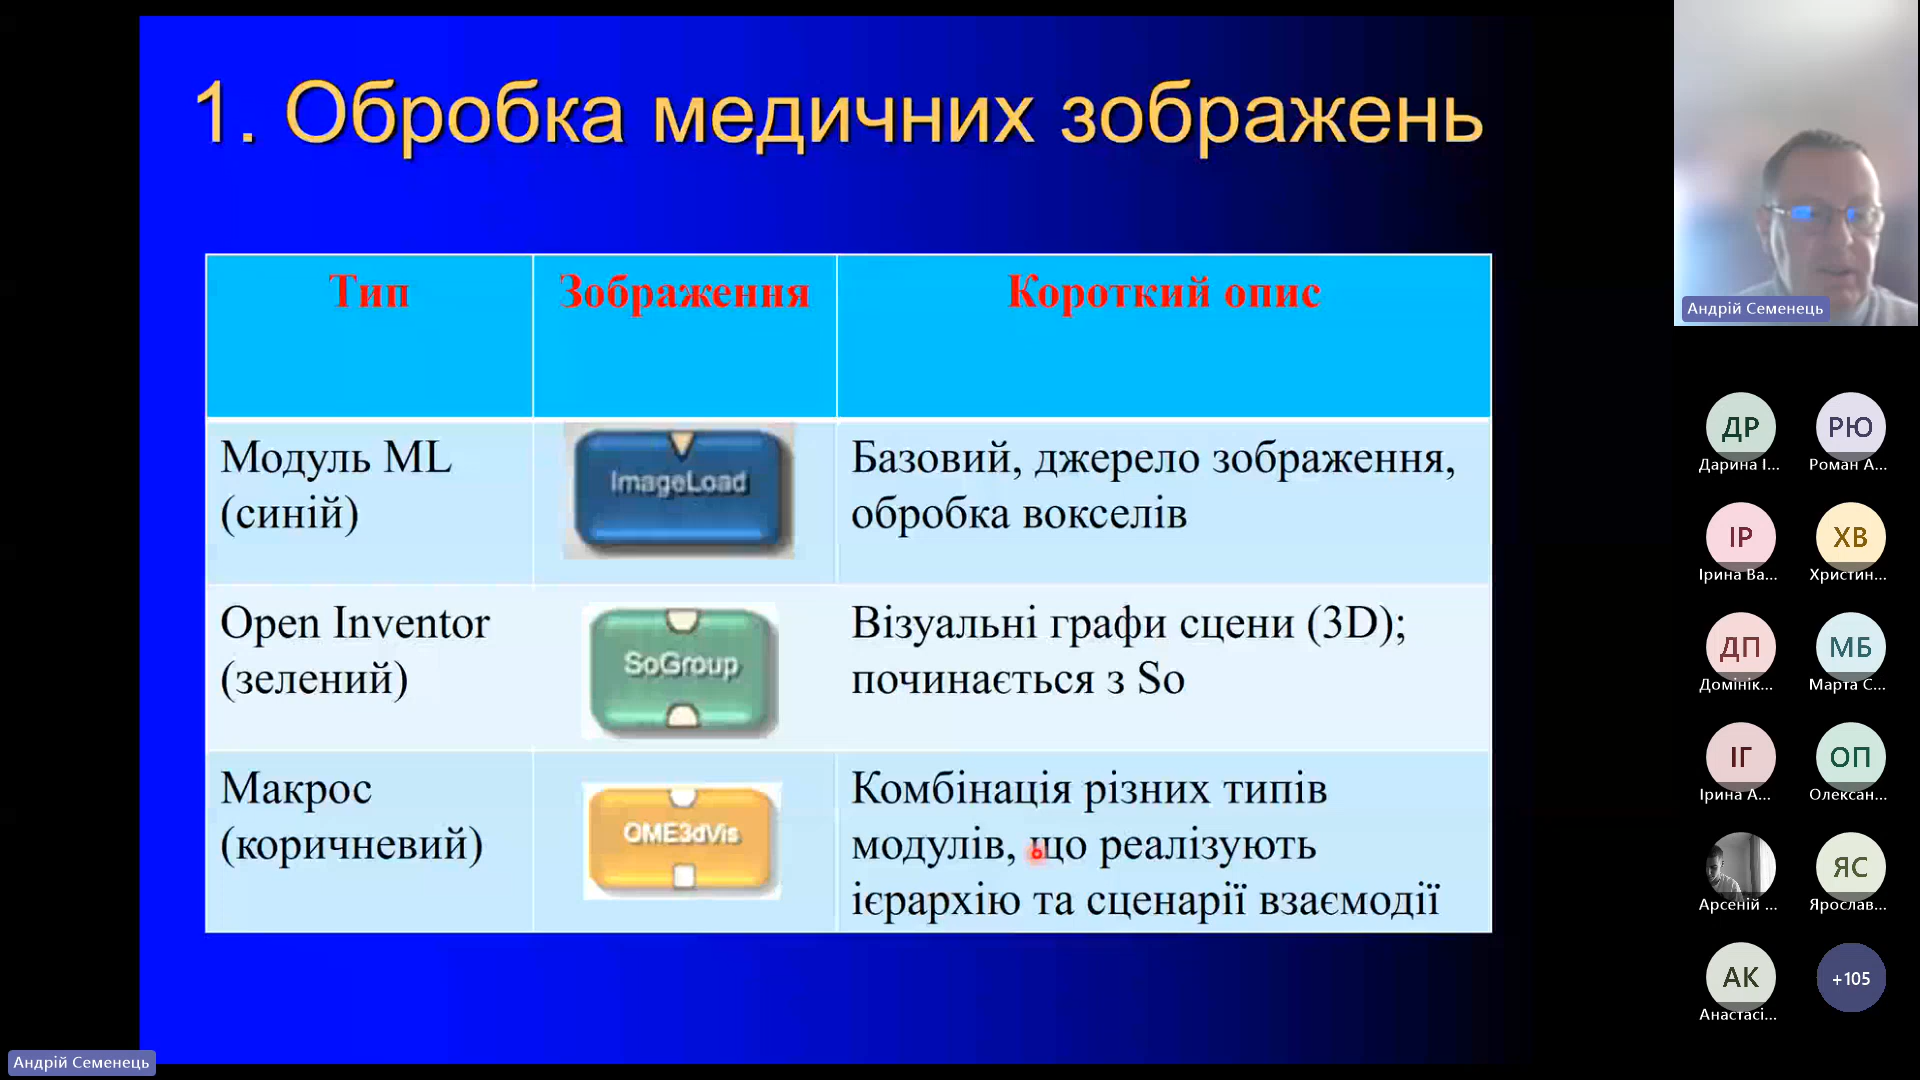 1. Обробка медичних зображень
Тип
Зображення
Короткий опис
Модуль ML
(синій)
ImageLoad
Базовий, джерело зображення,
обробка вокселів
Open Inventor
(зелений)
SoGroup
Візуальні графи сцени (3D);
починається з So
Макрос
(коричневий)
OME3dVis
Комбінація різних типів
модулів, що реалізують
ієрархію та сценарії взаємодії
Андрій Семенець
ДР
Дарина І...
РЮ
Роман А...
ІР
Ірина Ва...
ХВ
Христин...
ДП
Домінік...
МБ
Марта С...
ІГ
Ірина А...
ОП
Олексан...
Арсеній ...
ЯС
Ярослав...
АК
Анастасі...
+105
Андрій Семенець